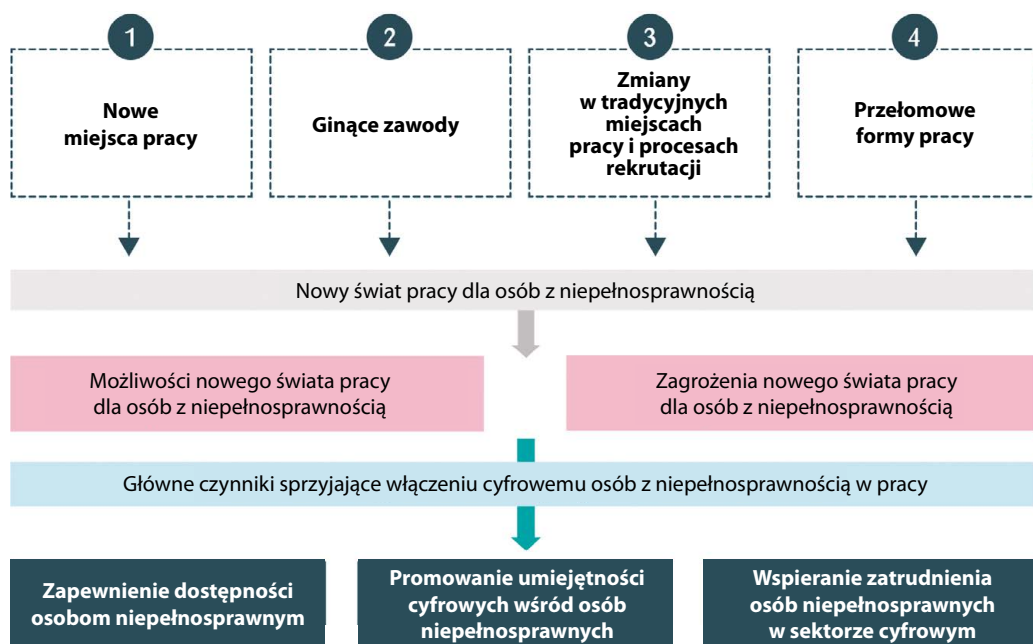 1
Nowe
miejsca pracy
2
Ginące zawody
3
Zmiany
w tradycyjnych
miejscach
pracy i procesach
rekrutacji
4
Przełomowe
formy pracy
Nowy świat pracy dla osób z niepełnosprawnością
Możliwości nowego świata pracy
dla osób z niepełnosprawnością
Zagrożenia nowego świata pracy
dla osób z niepełnosprawnością
Główne czynniki sprzyjające włączeniu cyfrowemu osób z niepełnosprawnością w pracy
Zapewnienie dostępności
osobom niepełnosprawnym
Promowanie umiejętności
cyfrowych wśród osób
niepełnosprawnych
Wspieranie zatrudnienia
osób niepełnosprawnych
w sektorze cyfrowym